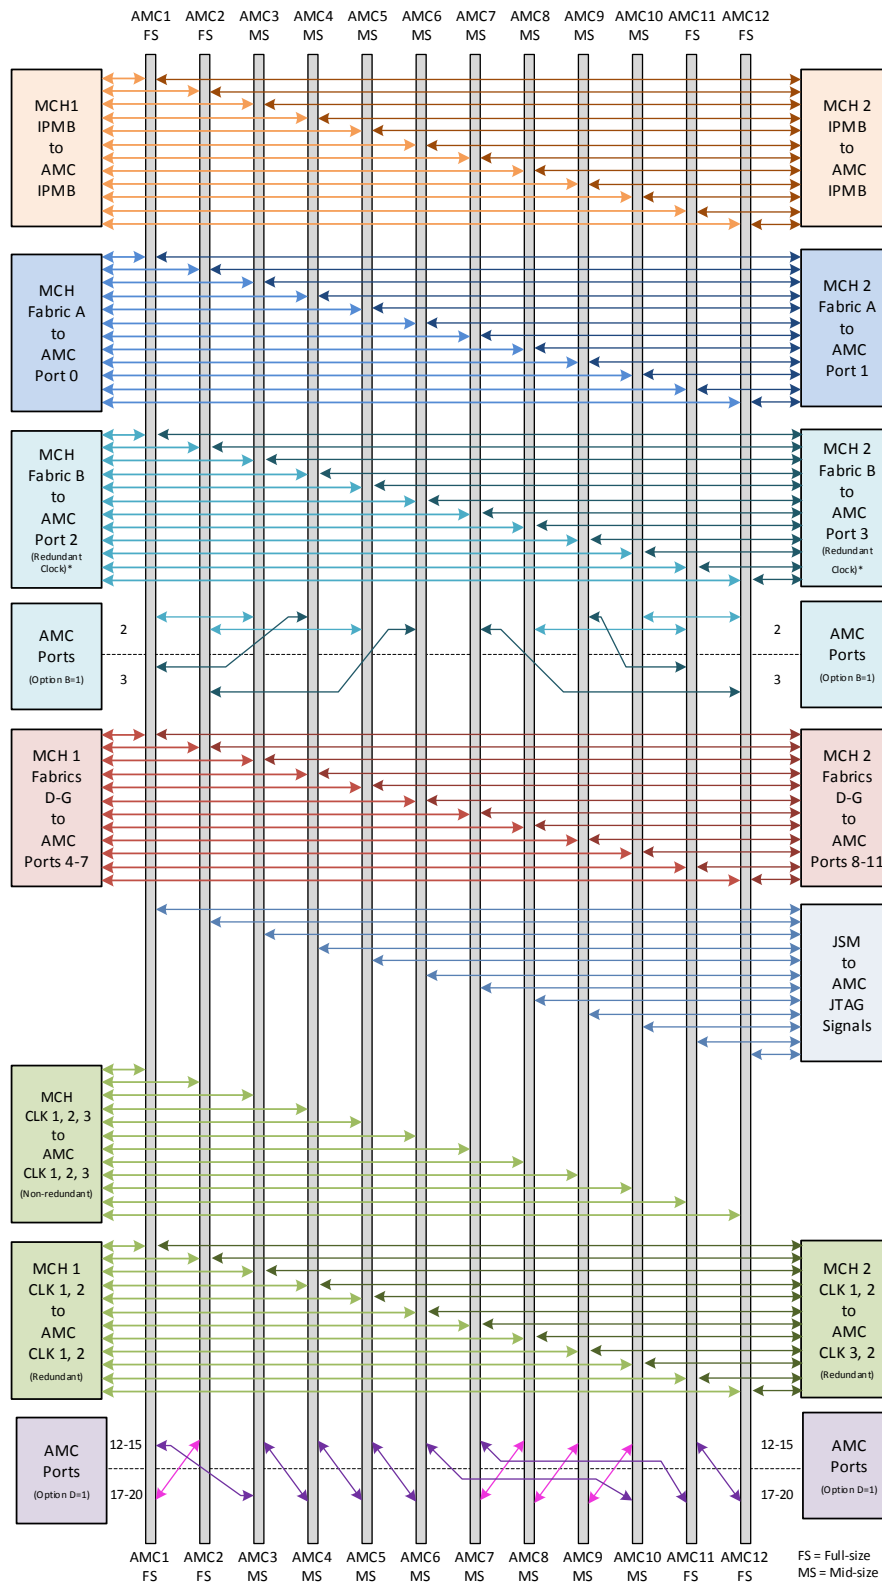 AMC1 AMC2 AMC3 AMC4 AMC5 AMC6 AMC7 AMC8 AMC9 AMC10 AMC11 AMC12
FS FS MS MS MS MS MS MS MS MS FS FS
MCH1
IPMB
to
AMC
IPMB
MCH 2
IPMB
to
AMC
IPMB
MCH
Fabric A
to
AMC
Port 0
MCH 2
Fabric A
to
AMC
Port 1
MCH
Fabric B
to
AMC
Port 2
(Redundant
Clock)*
MCH 2
Fabric B
to
AMC
Port 3
(Redundant
Clock)*
AMC
Ports
(Option B=1)
2
3
2
3
AMC
Ports
(Option B=1)
MCH 1
Fabrics
D-G
to
AMC
Ports 4-7
MCH 2
Fabrics
D-G
to
AMC
Ports 8-11
JSM
to
AMC
JTAG
Signals
MCH
CLK 1, 2, 3
to
AMC
CLK 1, 2, 3
(Non-redundant)
MCH 1
CLK 1, 2
to
AMC
CLK 1, 2
(Redundant)
MCH 2
CLK 1, 2
to
AMC
CLK 3, 2
(Redundant)
AMC
Ports
(Option D=1)
12-15
17-20
12-15
17-20
AMC
Ports
(Option D=1)
AMC1 AMC2 AMC3 AMC4 AMC5 AMC6 AMC7 AMC8 AMC9 AMC10 AMC11 AMC12
FS FS MS MS MS MS MS MS MS MS FS FS
FS = Full-size
MS = Mid-size